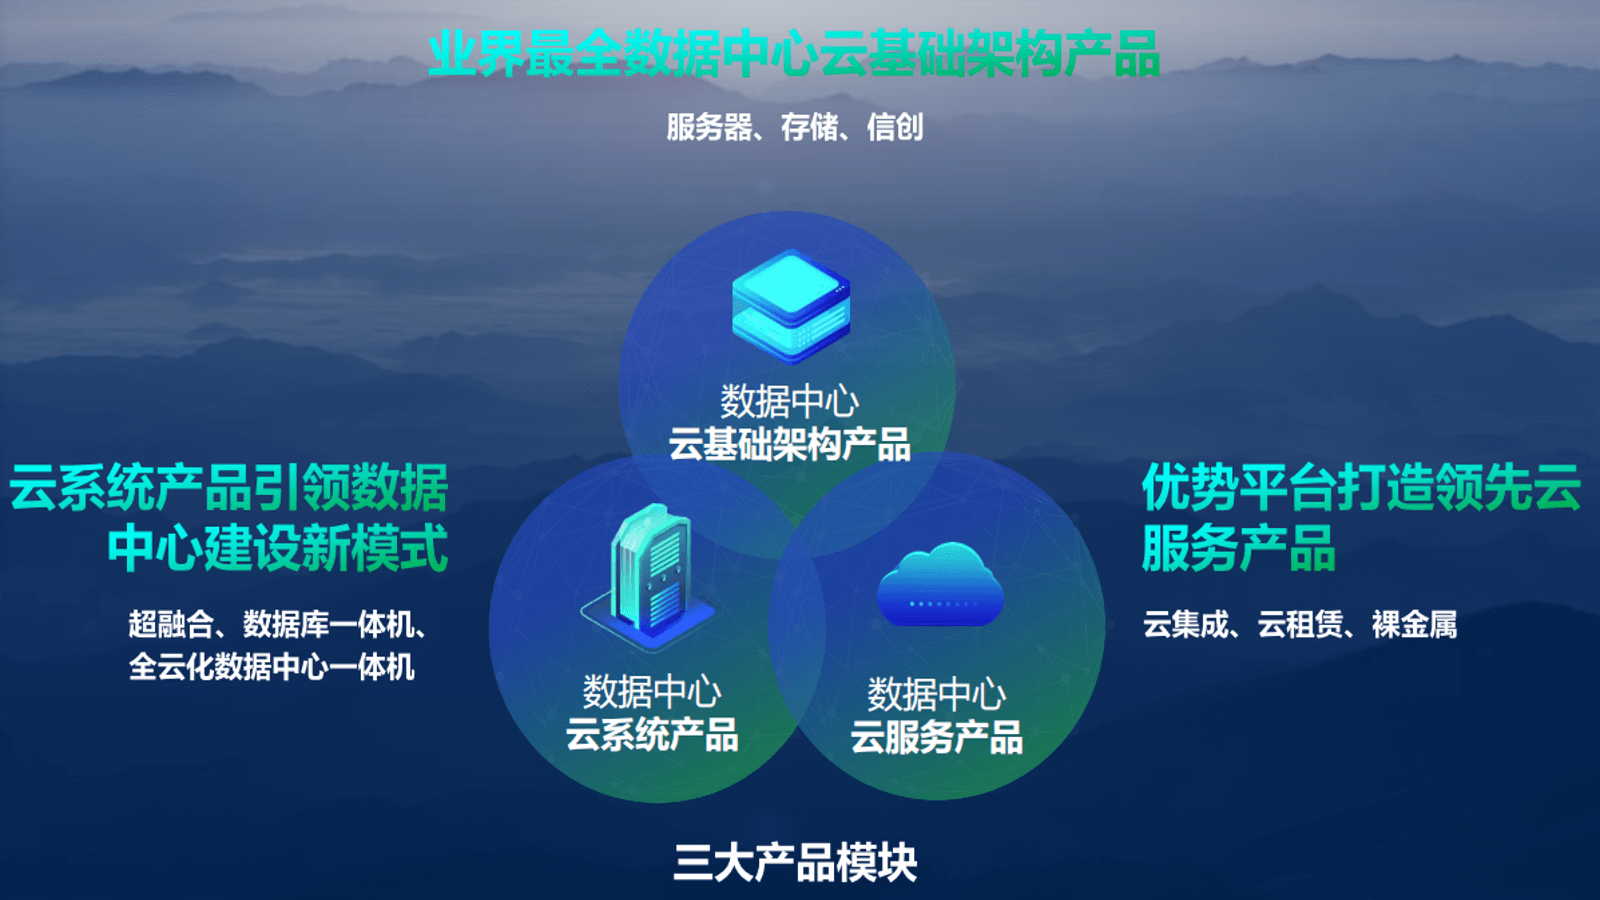 业界最全数据中心云基础架构产品
服务器、存储、信创
数据中心
云基础架构产品
云系统产品引领数据
中心建设新模式
超融合、数据库一体机、
全云化数据中心一体机
数据中心
云系统产品
数据中心
云服务产品
优势平台打造领先云
服务产品
云集成、云租赁、裸金属
三大产品模块